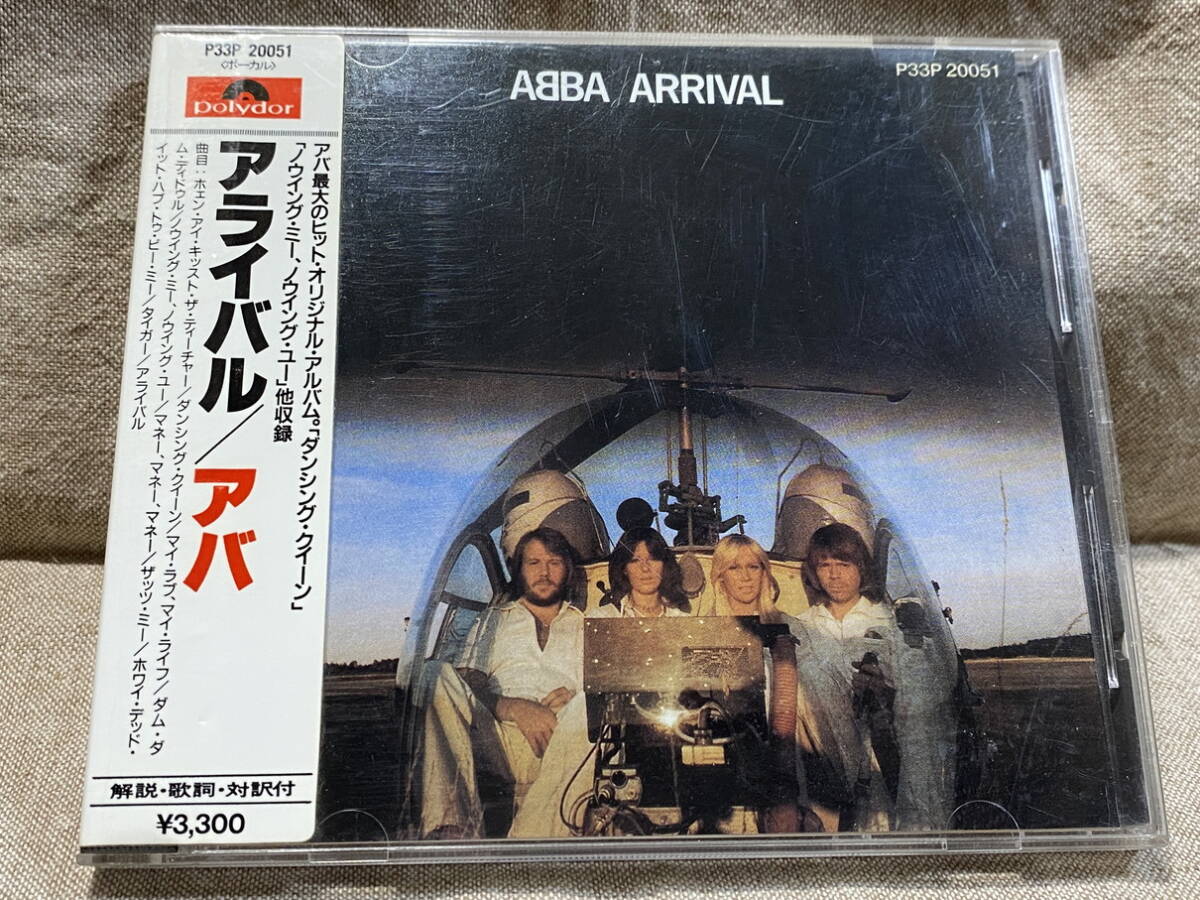 P33P 20051
〈ボーカル〉
polydor
アバ最大のヒット・オリジナル・アルバム。「ダンシング・クイーン」
「ノウイング・ミー、ノウイング・ユー」他収録
アライバル／アバ
曲目：ホエン・アイ・キッスト・ザ・ティーチャー／ダンシング・クイーン／マイ・ラブ、マイ・ライフ／ダム・ダ
ム・ディドゥル／ノウイング・ミー、ノウイング・ユー／マネー、マネー、マネー／ザッツ・ミー／ホワイ・デッド・
イット・ハブ・トゥ・ビー・ミー／タイガー／アライバル
解説・歌詞・対訳付
¥3,300
ABBA / ARRIVAL
P33P 20051